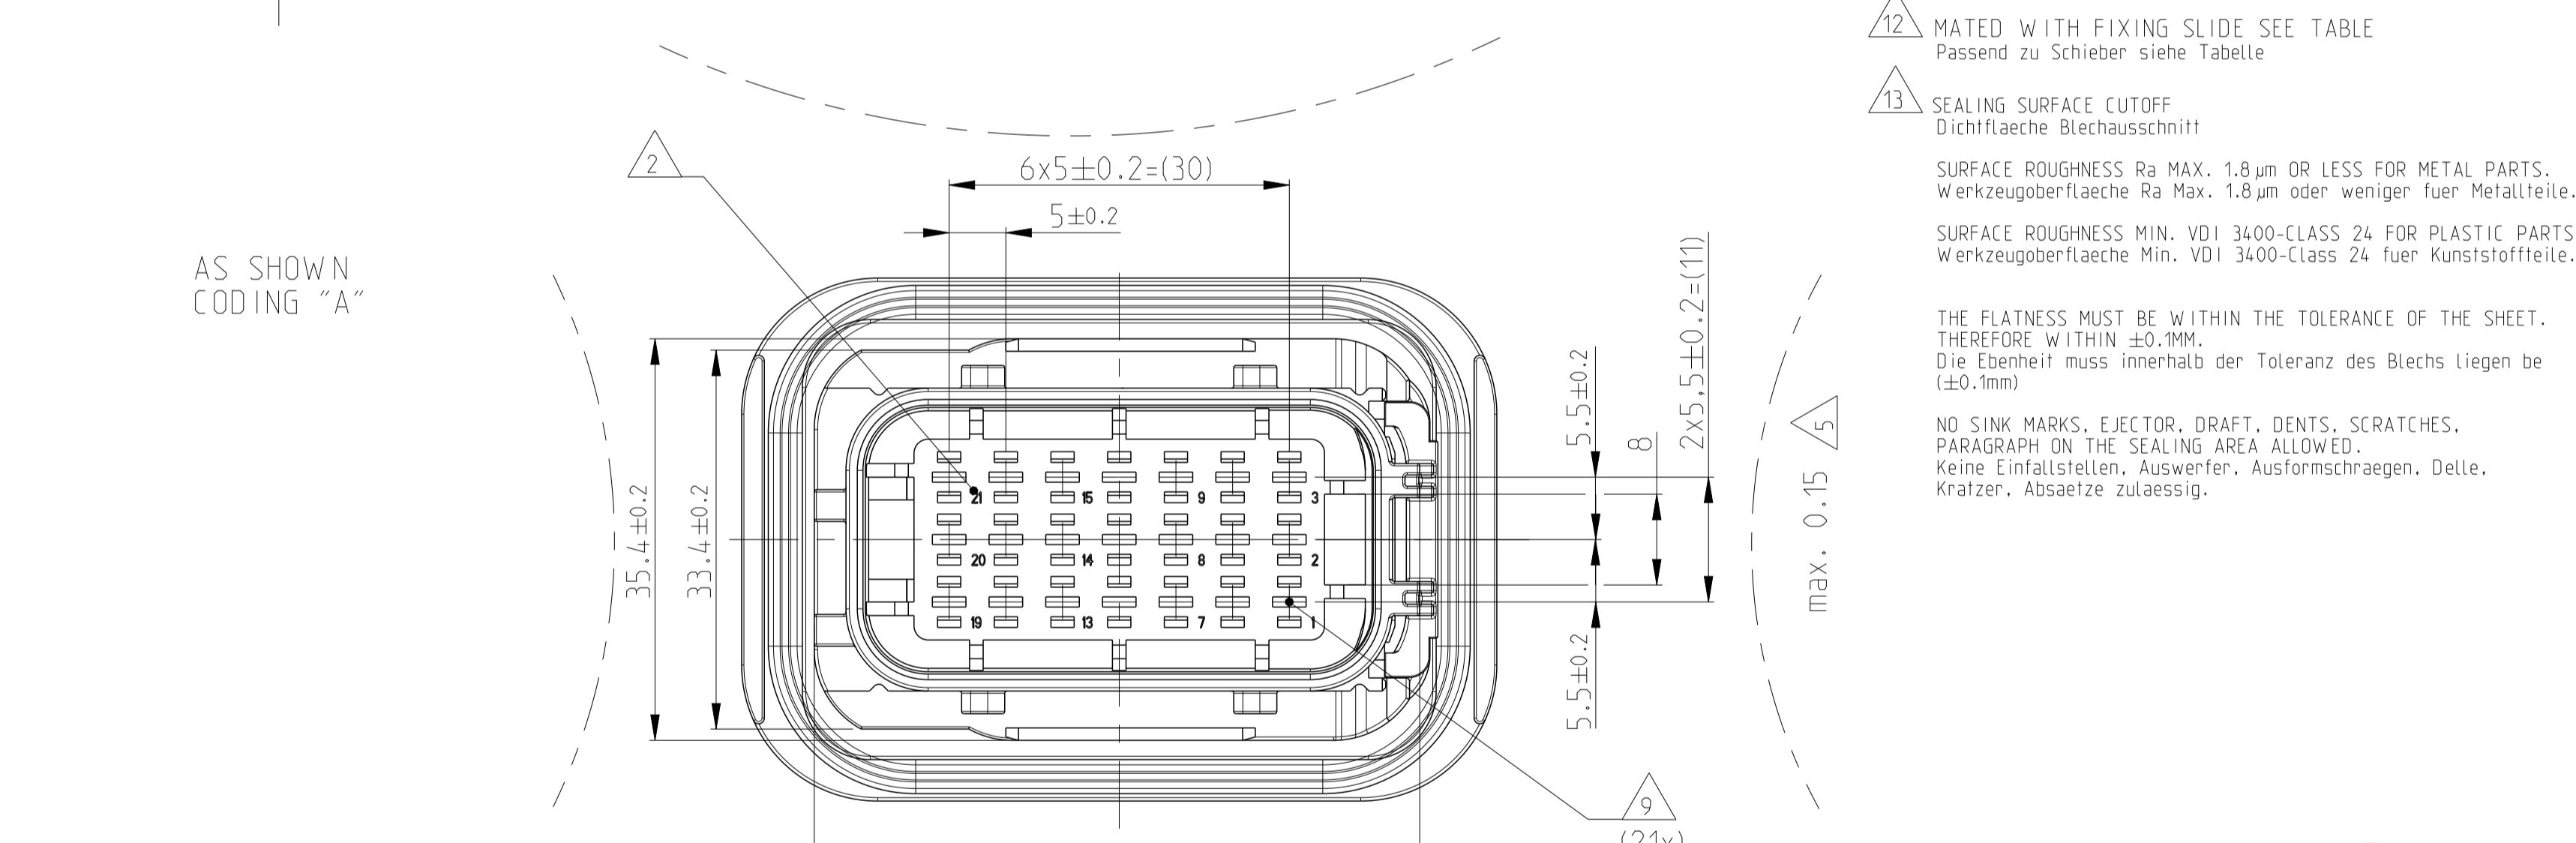 12 MATED WITH FIXING SLIDE SEE TABLE
Passend zu Schieber siehe Tabelle
13 SEALING SURFACE CUTOFF
Dichtflaeche Blechausschnitt
SURFACE ROUGHNESS Ra MAX. 1.8 µm OR LESS FOR METAL PARTS.
Werkzeugoberflaeche Ra Max. 1.8 µm oder weniger fuer Metallteile.
SURFACE ROUGHNESS MIN. VDI 3400-CLASS 24 FOR PLASTIC PARTS
Werkzeugoberflaeche Min. VDI 3400-Class 24 fuer Kunststoffteile.
THE FLATNESS MUST BE WITHIN THE TOLERANCE OF THE SHEET.
THEREFORE WITHIN ±0.1MM.
Die Ebenheit muss innerhalb der Toleranz des Blechs liegen be
(±0.1mm)
NO SINK MARKS, EJECTOR, DRAFT, DENTS, SCRATCHES,
PARAGRAPH ON THE SEALING AREA ALLOWED.
Keine Einfallstellen, Auswerfer, Ausformschraegen, Delle,
Kratzer, Absaetze zulaessig.
AS SHOWN
CODING "A"
2
6x5±0.2=(30)
5±0.2
35.4±0.2
33.4±0.2
21 15 9 3
20 14 8 2
19 13 7 1
5.5±0.2
5.5±0.2
8
2x5,5±0.2=(11)
max. 0.15
5
9
(21x)